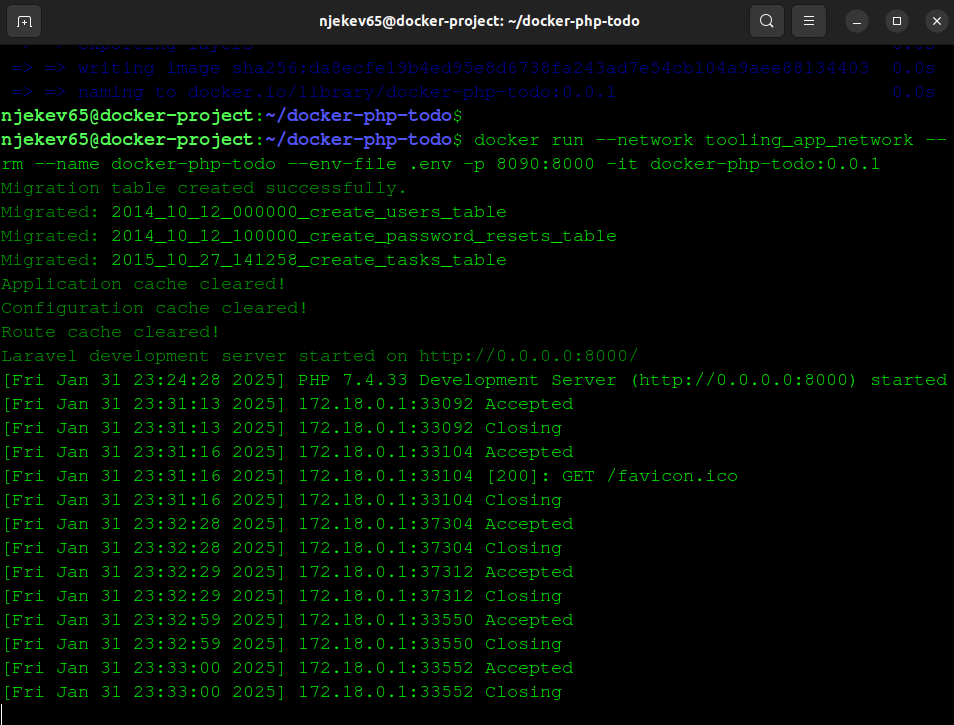 njekev65@docker-project: ~/docker-php-todo
=> => exporting layers 0.0s
=> => writing image sha256:da8ecfe19b4ed95e8d6738fa243ad7e54cb104a9aee88134403 0.0s
=> => naming to docker.io/library/docker-php-todo:0.0.1 0.0s
njekev65@docker-project:~/docker-php-todo$
njekev65@docker-project:~/docker-php-todo$ docker run --network tooling_app_network --
rm --name docker-php-todo --env-file .env -p 8090:8000 -it docker-php-todo:0.0.1
Migration table created successfully.
Migrated: 2014_10_12_000000_create_users_table
Migrated: 2014_10_12_100000_create_password_resets_table
Migrated: 2015_10_27_141258_create_tasks_table
Application cache cleared!
Configuration cache cleared!
Route cache cleared!
Laravel development server started on http://0.0.0.0:8000/
[Fri Jan 31 23:24:28 2025] PHP 7.4.33 Development Server (http://0.0.0.0:8000) started
[Fri Jan 31 23:31:13 2025] 172.18.0.1:33092 Accepted
[Fri Jan 31 23:31:13 2025] 172.18.0.1:33092 Closing
[Fri Jan 31 23:31:16 2025] 172.18.0.1:33104 Accepted
[Fri Jan 31 23:31:16 2025] 172.18.0.1:33104 [200]: GET /favicon.ico
[Fri Jan 31 23:31:16 2025] 172.18.0.1:33104 Closing
[Fri Jan 31 23:32:28 2025] 172.18.0.1:37304 Accepted
[Fri Jan 31 23:32:28 2025] 172.18.0.1:37304 Closing
[Fri Jan 31 23:32:29 2025] 172.18.0.1:37312 Accepted
[Fri Jan 31 23:32:29 2025] 172.18.0.1:37312 Closing
[Fri Jan 31 23:32:59 2025] 172.18.0.1:33550 Accepted
[Fri Jan 31 23:32:59 2025] 172.18.0.1:33550 Closing
[Fri Jan 31 23:33:00 2025] 172.18.0.1:33552 Accepted
[Fri Jan 31 23:33:00 2025] 172.18.0.1:33552 Closing